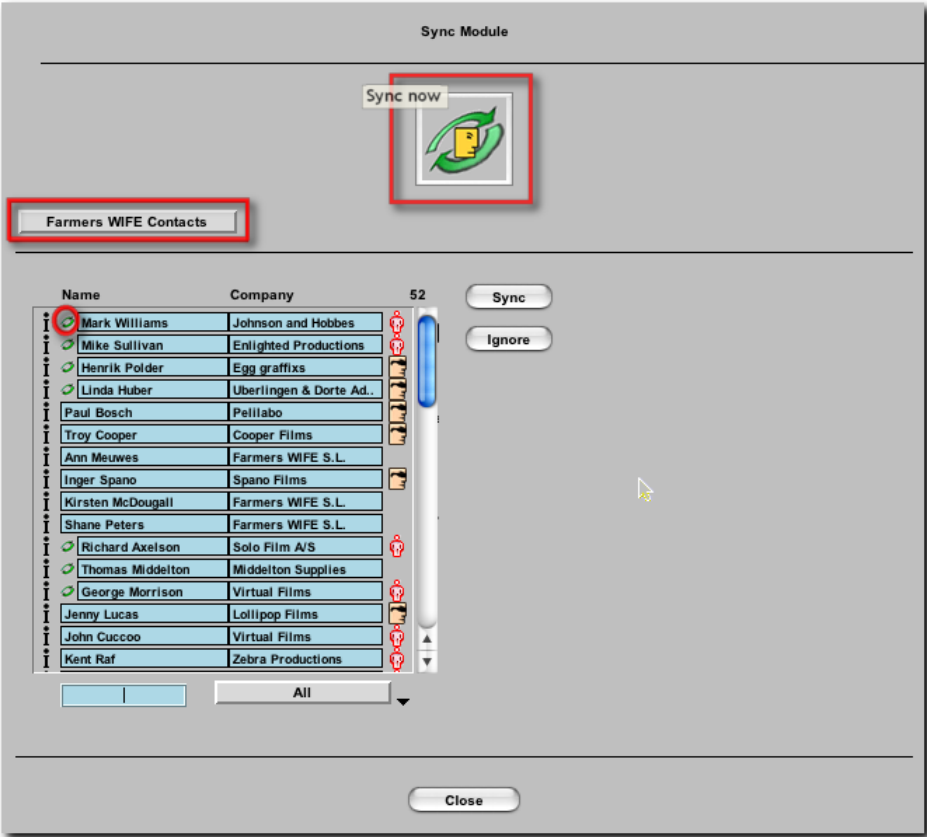 Sync Module
Sync now
Farmers WIFE Contacts
Name Company 52
Mark Williams Johnson and Hobbes
Mike Sullivan Enlighted Productions
Henrik Polder Egg graffixs
Linda Huber Uberlingen & Dorte Ad..
Paul Bosch Pelilabo
Troy Cooper Cooper Films
Ann Meuwes Farmers WIFE S.L.
Inger Spano Spano Films
Kirsten McDougall Farmers WIFE S.L.
Shane Peters Farmers WIFE S.L.
Richard Axelson Solo Film A/S
Thomas Middelton Middelton Supplies
George Morrison Virtual Films
Jenny Lucas Lollipop Films
John Cuccoo Virtual Films
Kent Raf Zebra Productions
Sync
Ignore
All
Close